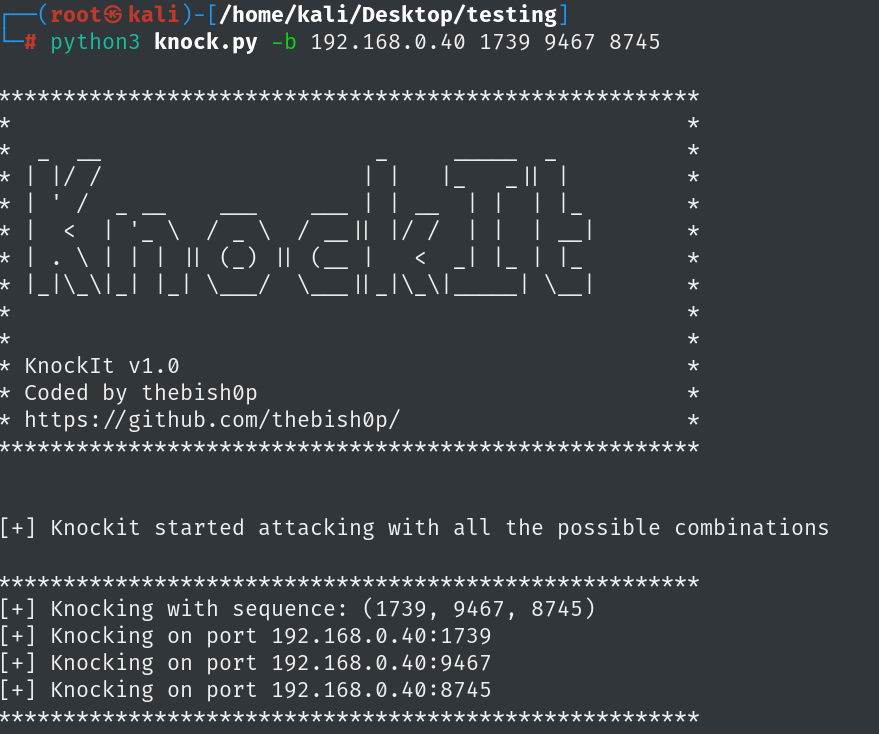 ┌──(root㉿kali)-[/home/kali/Desktop/testing]
└─# python3 knock.py -b 192.168.0.40 1739 9467 8745
******************************************************
*                                                    *
*  _  __                     _     _____  _          *
* | |/ /                    | |   |_   _|| |         *
* | ' /  _ __    ___    ___ | | __  | |  | |_        *
* |  <  | '_ \  / _ \  / __|| |/ /  | |  | __|       *
* | . \ | | | || (_) || (__ |   <  _| |_ | |_        *
* |_|\_\|_| |_| \___/  \___||_|\_\|_____| \__|       *
*                                                    *
*                                                    *
* KnockIt v1.0                                       *
* Coded by thebish0p                                 *
* https://github.com/thebish0p/                      *
******************************************************
[+] Knockit started attacking with all the possible combinations
******************************************************
[+] Knocking with sequence: (1739, 9467, 8745)
[+] Knocking on port 192.168.0.40:1739
[+] Knocking on port 192.168.0.40:9467
[+] Knocking on port 192.168.0.40:8745
******************************************************